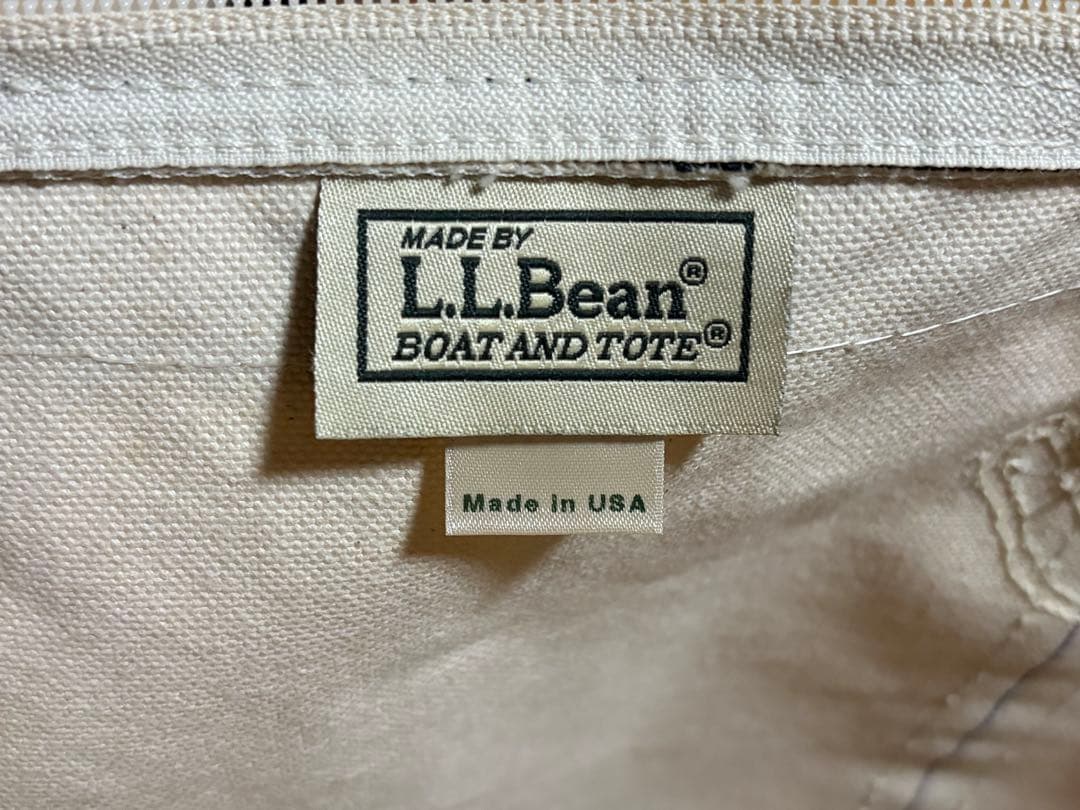 MADE BY
L.L.Bean®
BOAT AND TOTE®
Made in USA